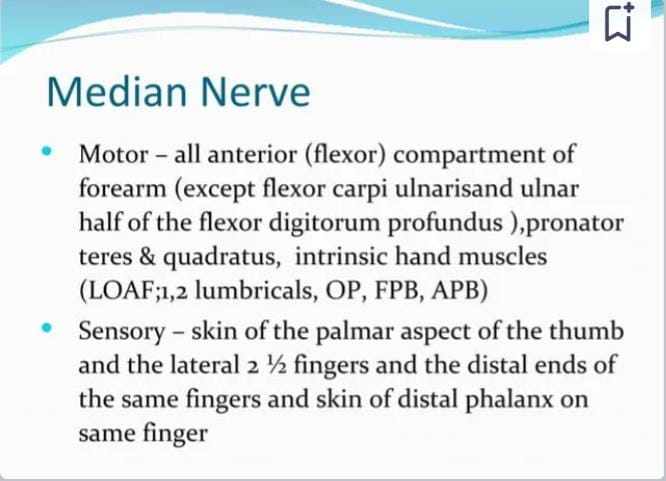 Median Nerve
• Motor – all anterior (flexor) compartment of
forearm (except flexor carpi ulnarisand ulnar
half of the flexor digitorum profundus ),pronator
teres & quadratus, intrinsic hand muscles
(LOAF;1,2 lumbricals, OP, FPB, APB)
• Sensory – skin of the palmar aspect of the thumb
and the lateral 2 ½ fingers and the distal ends of
the same fingers and skin of distal phalanx on
same finger